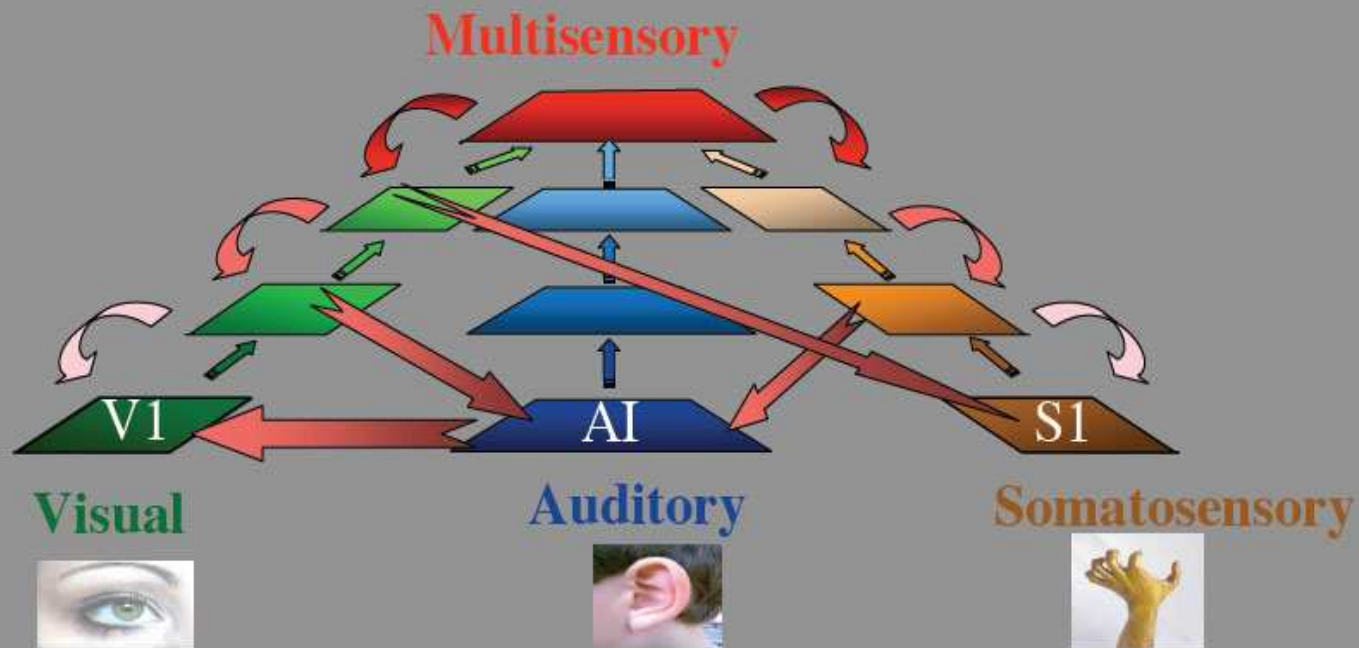 Multisensory
V1
AI
S1
Visual
Auditory
Somatosensory